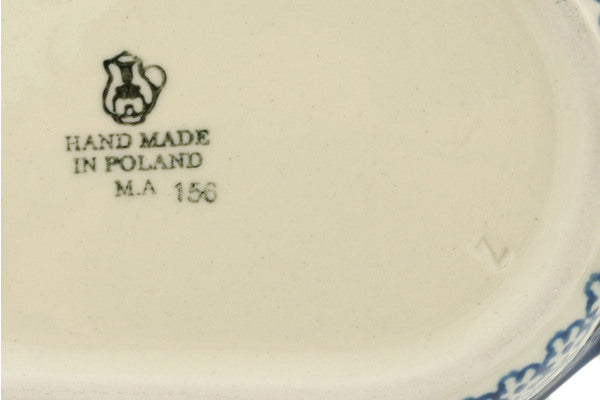 HAND MADE
IN POLAND
M.A 156
Z